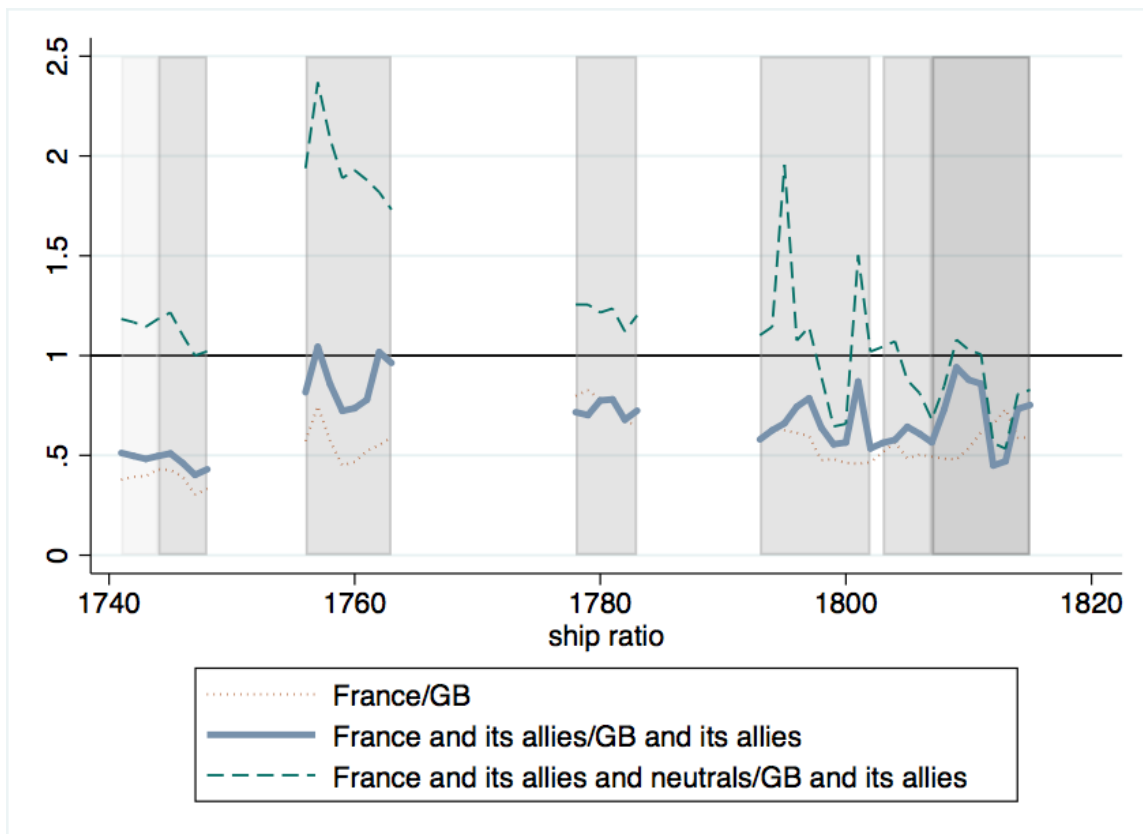 2.5
2
1.5
1
.5
0
1740
1760
1780
1800
1820
ship ratio
France/GB
France and its allies/GB and its allies
France and its allies and neutrals/GB and its allies